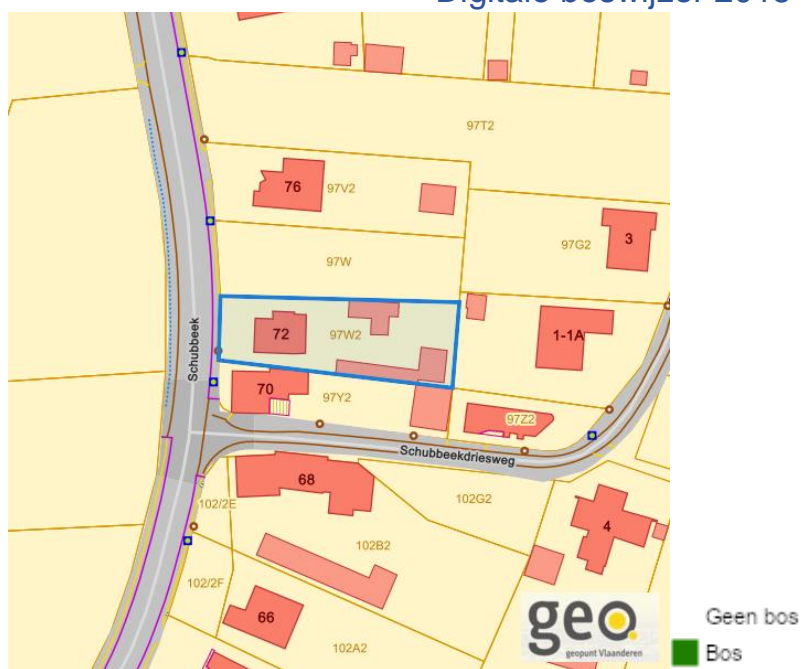 97T2
76
97V2
3
97G2
97W
Schubbeek
72
97W2
1-1A
70
97Y2
97Z2
Schubbeekdriesweg
68
102G2
102/2E
4
102B2
102/2F
66
102A2
geo.
geopunt Vlaanderen
Geen bos
Bos